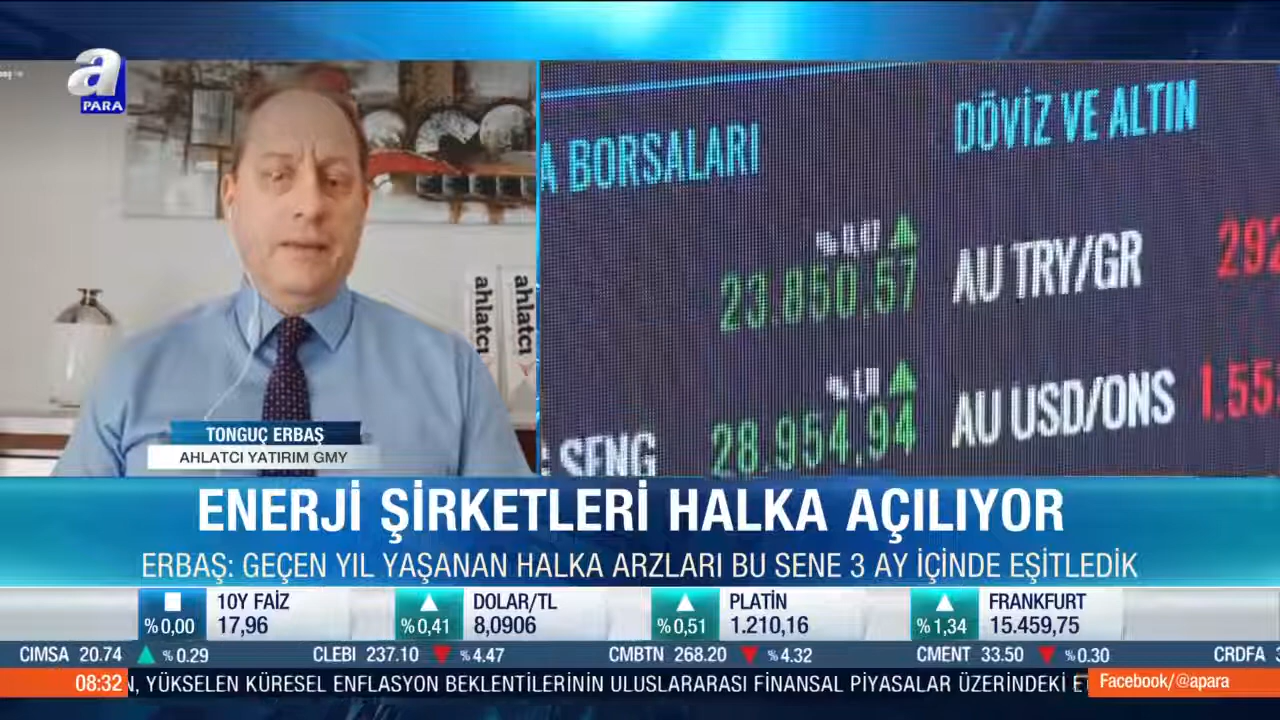 a
PARA
A BORSALARI
DÖVİZ VE ALTIN
23.850,57
AU TRY/GR
292
28.954,94
AU USD/ONS
1.55
SENG
ahlatcı
ahlatcı
TONGUÇ ERBAŞ
AHLATCI YATIRIM GMY
ENERJİ ŞİRKETLERİ HALKA AÇILIYOR
ERBAŞ: GEÇEN YIL YAŞANAN HALKA ARZLARI BU SENE 3 AY İÇİNDE EŞİTLEDİK
% 0,00 10Y FAİZ 17,96
% 0,41 DOLAR/TL 8,0906
% 0,51 PLATİN 1.210,16
% 1,34 FRANKFURT 15.459,75
CIMSA 20.74 % 0.29 CLEBI 237.10 % 4.47 CMBTN 268.20 % 4.32 CMENT 33.50 % 0.30 CRDFA
08:32 N, YÜKSELEN KÜRESEL ENFLASYON BEKLENTİLERİNİN ULUSLARARASI FİNANSAL PİYASALAR ÜZERİNDEKİ Facebook/@apara